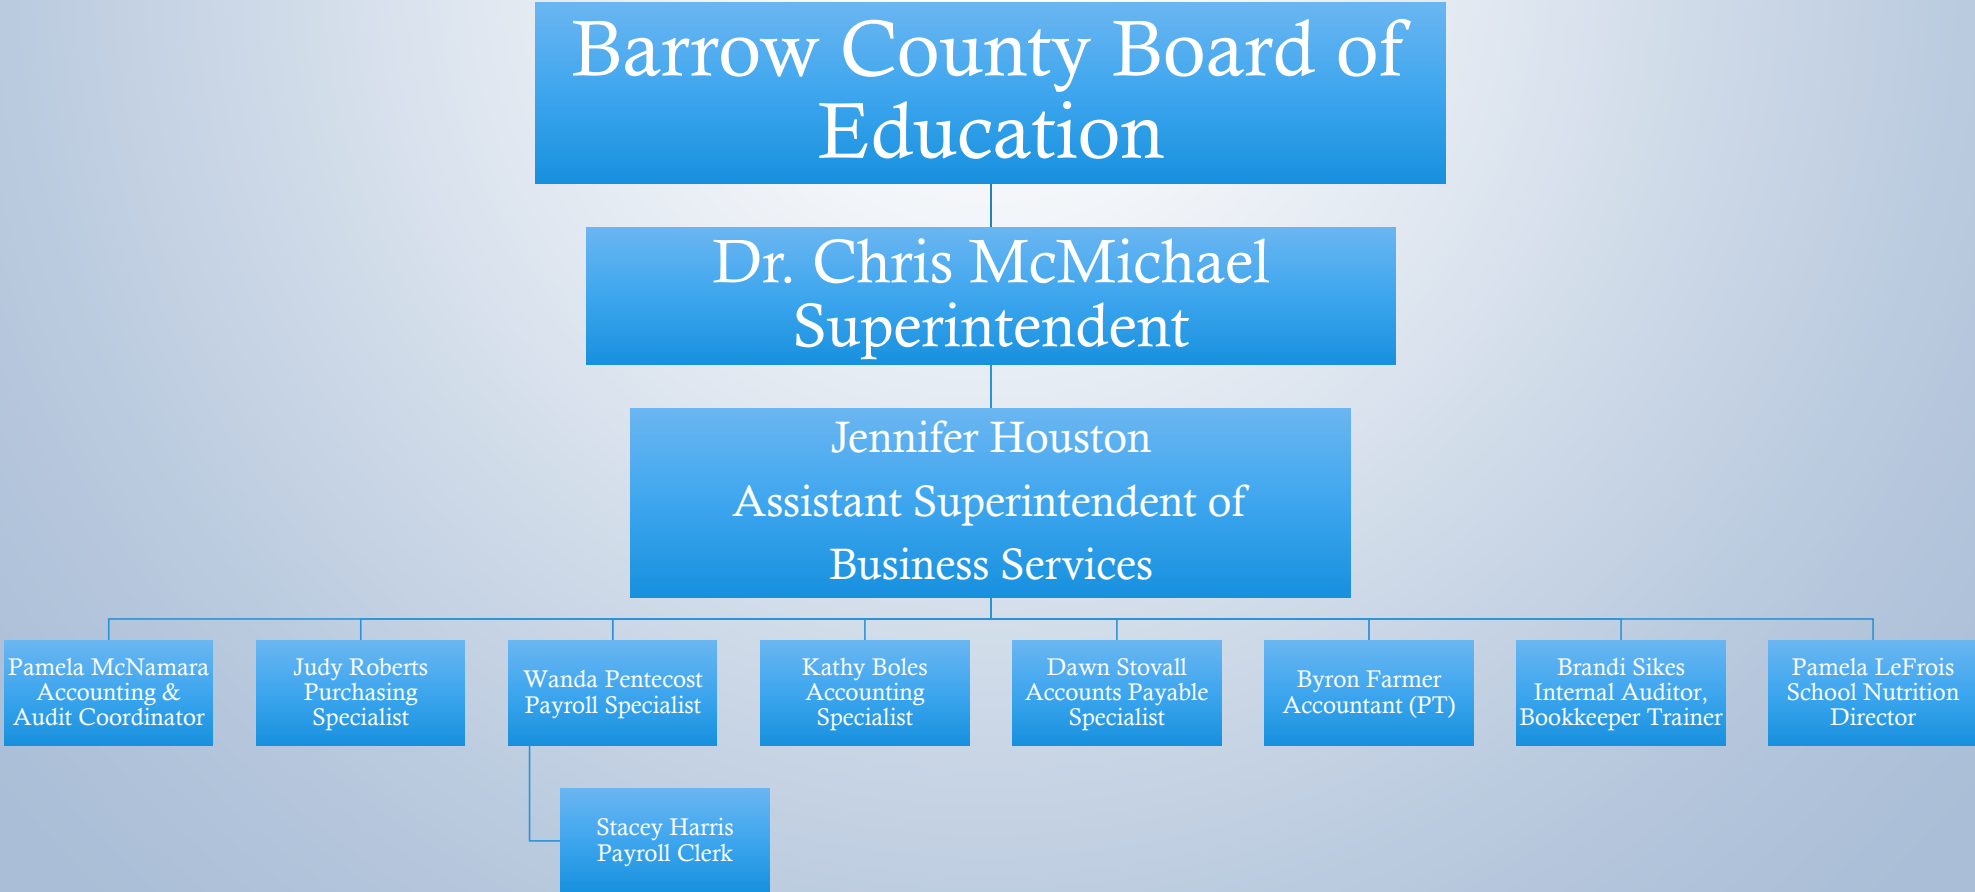 Barrow County Board of
Education
Dr. Chris McMichael
Superintendent
Jennifer Houston
Assistant Superintendent of
Business Services
Pamela McNamara
Accounting &
Audit Coordinator
Judy Roberts
Purchasing
Specialist
Wanda Pentecost
Payroll Specialist
Kathy Boles
Accounting
Specialist
Dawn Stovall
Accounts Payable
Specialist
Byron Farmer
Accountant (PT)
Brandi Sikes
Internal Auditor,
Bookkeeper Trainer
Pamela LeFrois
School Nutrition
Director
Stacey Harris
Payroll Clerk